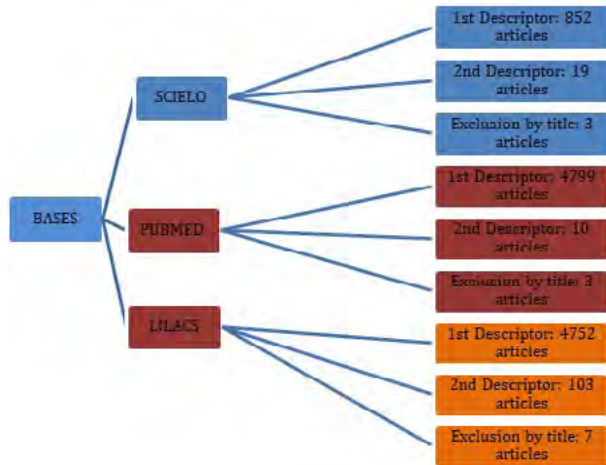 1st Descriptor: 852
articles
2nd Descriptor: 19
articles
SCIELO
Exclusion by title: 3
articles
1st Descriptor: 4799
articles
BASES
PUBMED
2nd Descriptor: 10
articles
Exclusion by title: 3
articles
LILACS
1st Descriptor: 4752
articles
2nd Descriptor: 103
articles
Exclusion by title: 7
articles